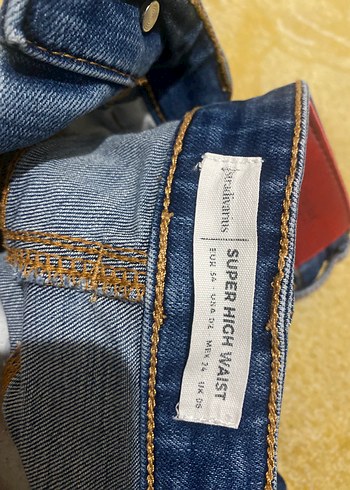 Stradivarius
SUPER HIGH WAIST
EUR 34 · USA 02 MEX 24 UK 06